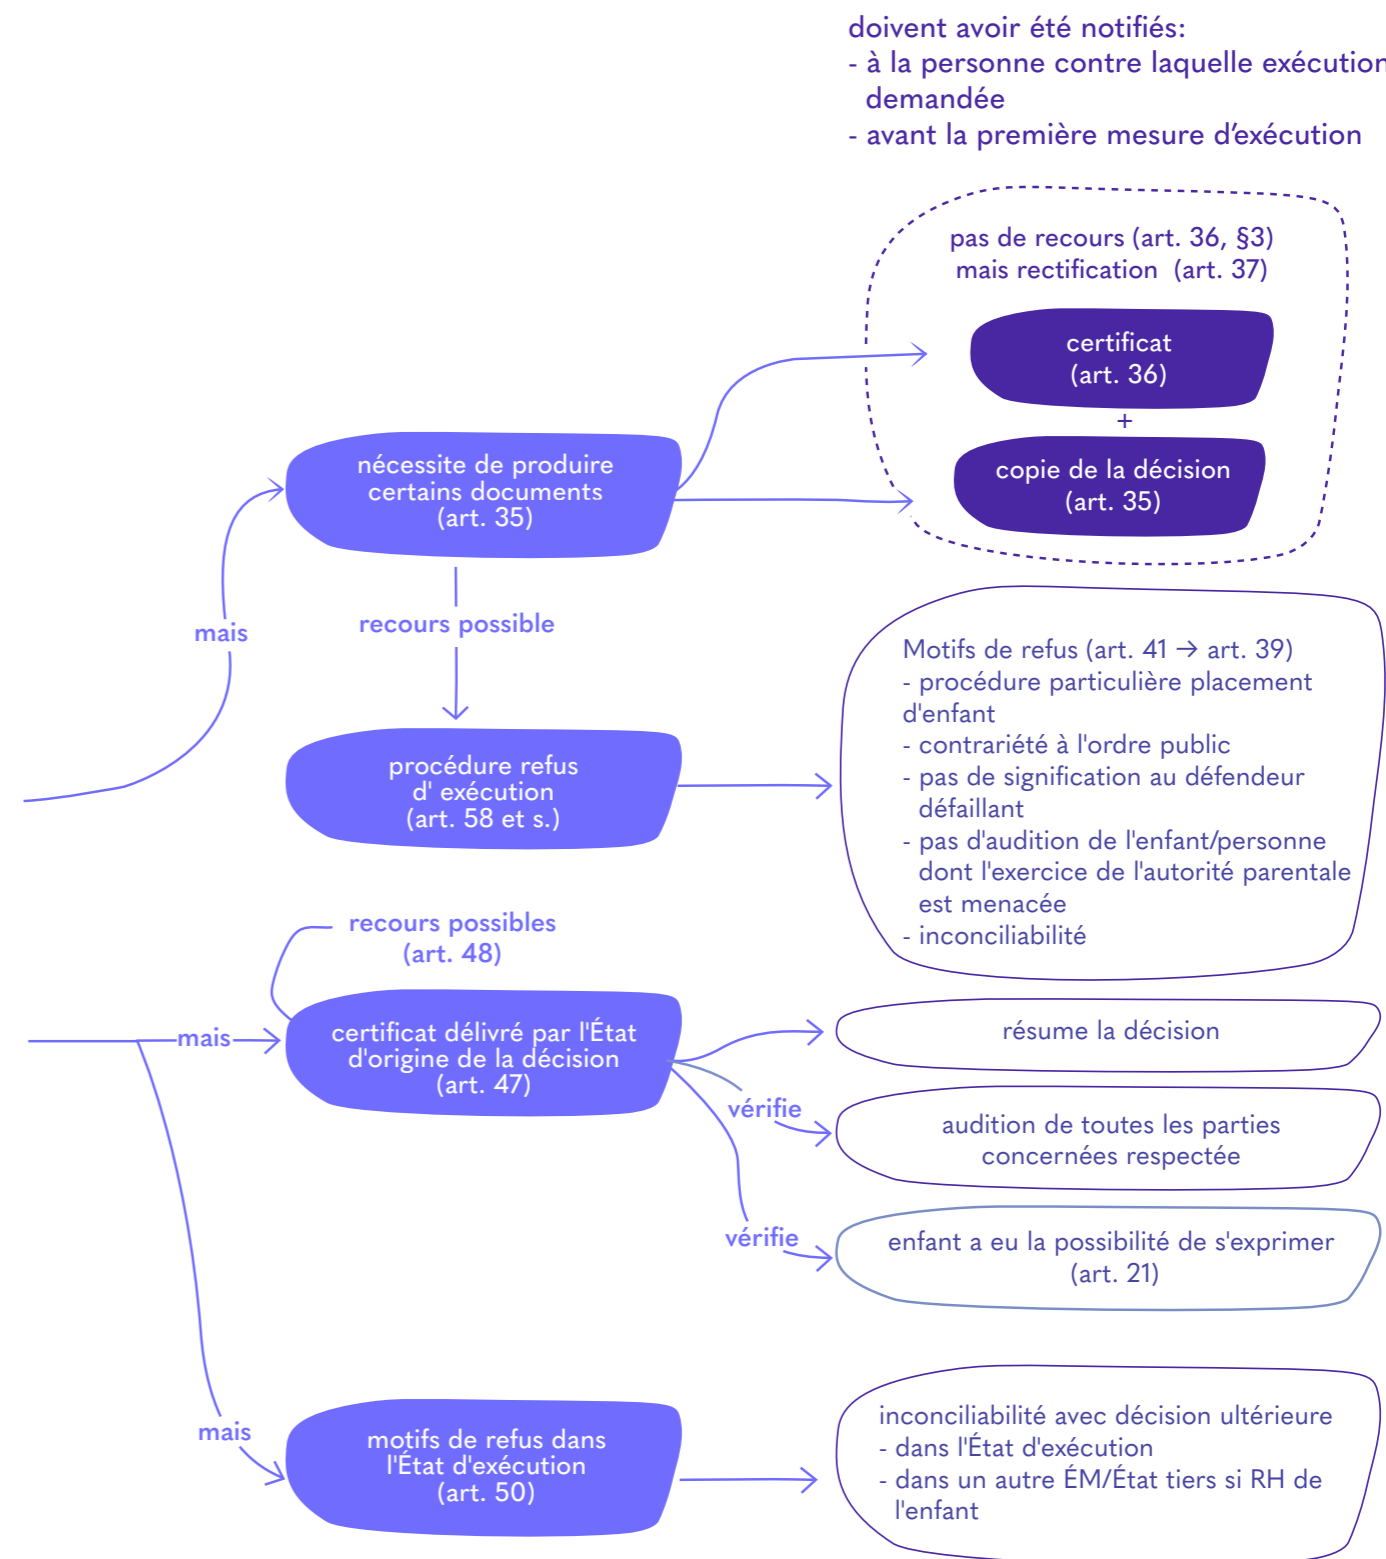 doivent avoir été notifiés:
- à la personne contre laquelle exécution
demandée
- avant la première mesure d’exécution
pas de recours (art. 36, §3)
mais rectification (art. 37)
certificat
(art. 36)
+
copie de la décision
(art. 35)
nécessite de produire
certains documents
(art. 35)
mais
recours possible
procédure refus
d' exécution
(art. 58 et s.)
Motifs de refus (art. 41 → art. 39)
- procédure particulière placement
d'enfant
- contrariété à l'ordre public
- pas de signification au défendeur
défaillant
- pas d'audition de l'enfant/personne
dont l'exercice de l'autorité parentale
est menacée
- inconciliabilité
recours possibles
(art. 48)
mais
certificat délivré par l'État
d'origine de la décision
(art. 47)
résume la décision
vérifie
audition de toutes les parties
concernées respectée
vérifie
enfant a eu la possibilité de s'exprimer
(art. 21)
mais
motifs de refus dans
l'État d'exécution
(art. 50)
inconciliabilité avec décision ultérieure
- dans l'État d'exécution
- dans un autre ÉM/État tiers si RH de
l'enfant